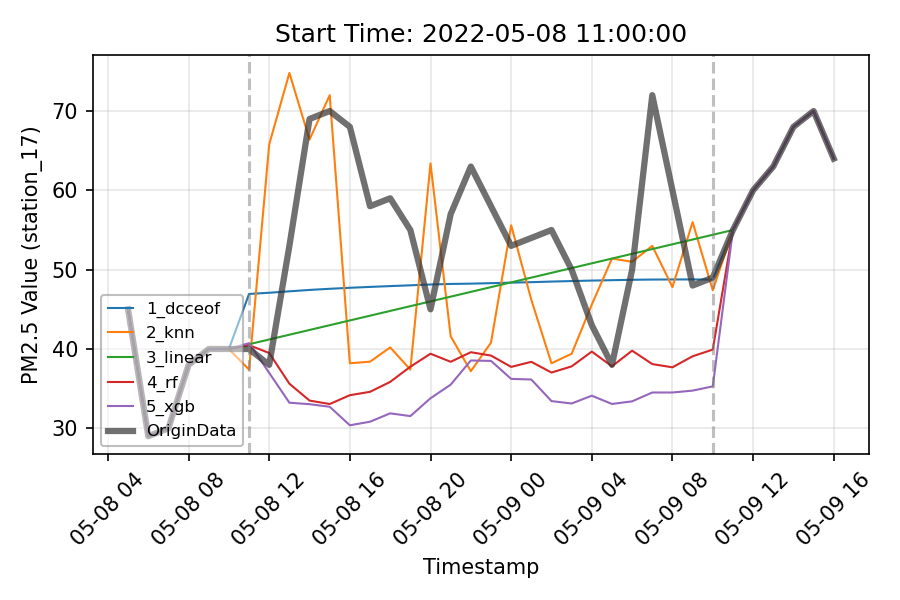 Start Time: 2022-05-08 11:00:00
PM2.5 Value (station_17)
70
60
50
40
30
1_dcceof
2_knn
3_linear
4_rf
5_xgb
OriginData
05-08 04
05-08 08
05-08 12
05-08 16
05-08 20
05-09 00
05-09 04
05-09 08
05-09 12
05-09 16
Timestamp